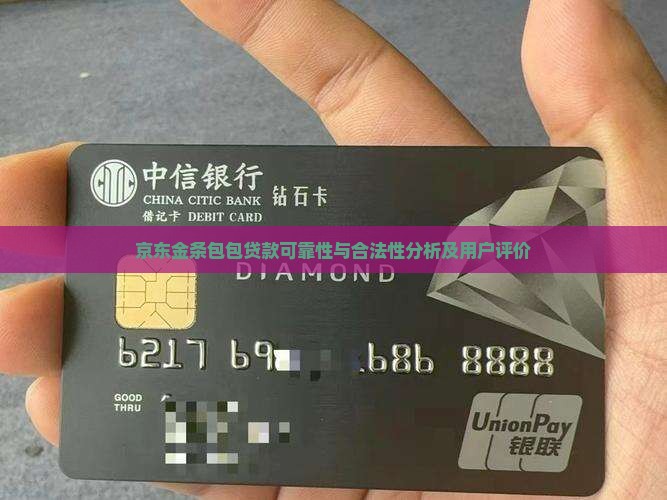 CITIC
中信银行
CHINA CITIC BANK
借记卡 DEBIT CARD
钻石卡
京东金条包包贷款可靠性与合法性分析及用户评价
DIAMOND
6217 69 686 8888
GOOD
THRU
UnionPay
银联